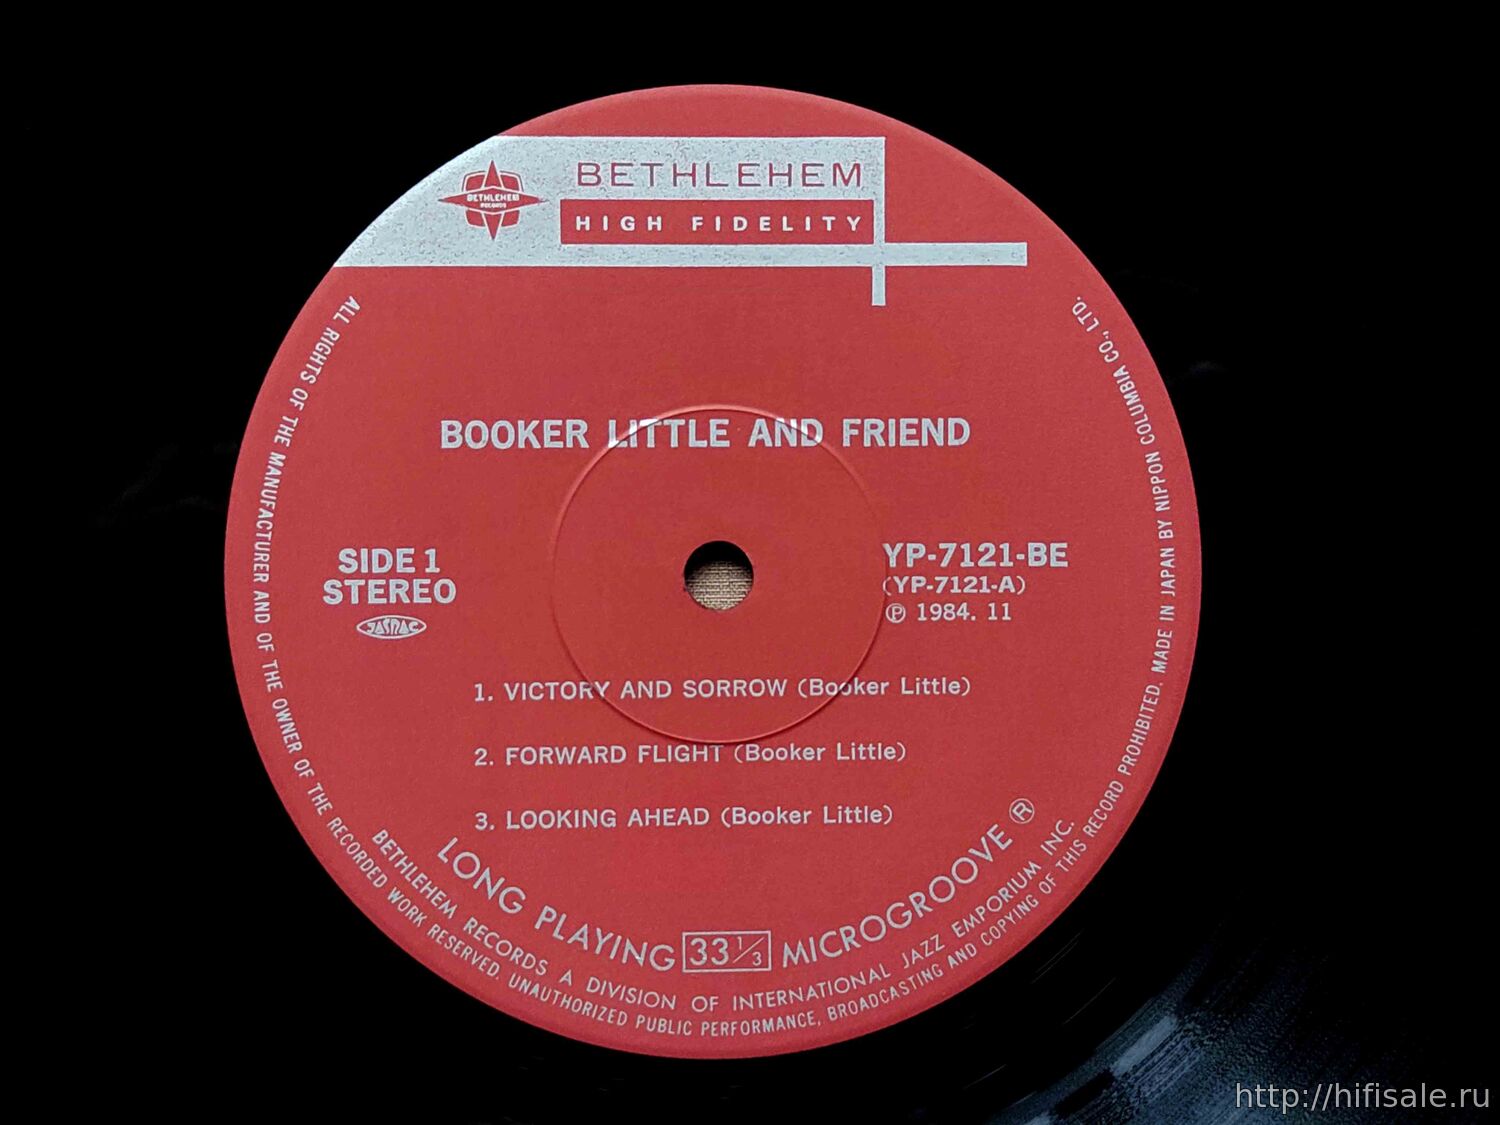 BETHLEHEM
RECORDS
BETHLEHEM
HIGH FIDELITY
BOOKER LITTLE AND FRIEND
SIDE 1
STEREO
JASRAC
YP-7121-BE
(YP-7121-A)
Ⓟ 1984. 11
1. VICTORY AND SORROW (Booker Little)
2. FORWARD FLIGHT (Booker Little)
3. LOOKING AHEAD (Booker Little)
LONG PLAYING 33 1/3 MICROGROOVE ®
BETHLEHEM RECORDS A DIVISION OF INTERNATIONAL JAZZ EMPORIUM INC.
ALL RIGHTS OF THE MANUFACTURER AND OF THE OWNER OF THE RECORDED WORK RESERVED. UNAUTHORIZED PUBLIC PERFORMANCE, BROADCASTING AND COPYING OF THIS RECORD PROHIBITED. MADE IN JAPAN BY NIPPON COLUMBIA CO., LTD.
http://hifisale.ru